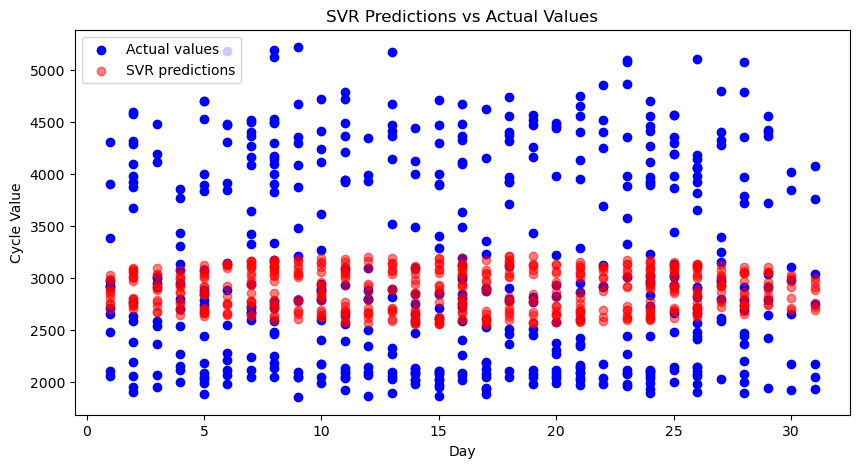 SVR Predictions vs Actual Values
Actual values
SVR predictions
5000
4500
4000
3500
3000
2500
2000
Cycle Value
0 5 10 15 20 25 30
Day